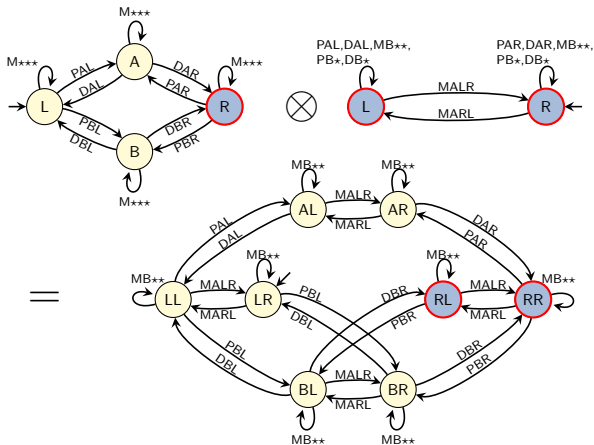 M⋆⋆⋆
A
M⋆⋆⋆
PAL
DAL
DAR
PAR
M⋆⋆⋆
L
R
PBL
DBL
DBR
PBR
B
M⋆⋆⋆
⊗
PAL,DAL,MB⋆⋆,
PB⋆,DB⋆
PAR,DAR,MB⋆⋆,
PB⋆,DB⋆
L
MALR
MARL
R
=
MB⋆⋆
MB⋆⋆
AL
MALR
MARL
AR
PAL
DAL
DAR
PAR
MB⋆⋆
MB⋆⋆
MB⋆⋆
MB⋆⋆
LL
MALR
MARL
LR
PBL
DBL
DBR
PBR
RL
MALR
MARL
RR
PBL
DBL
DBR
PBR
BL
MALR
MARL
BR
MB⋆⋆
MB⋆⋆